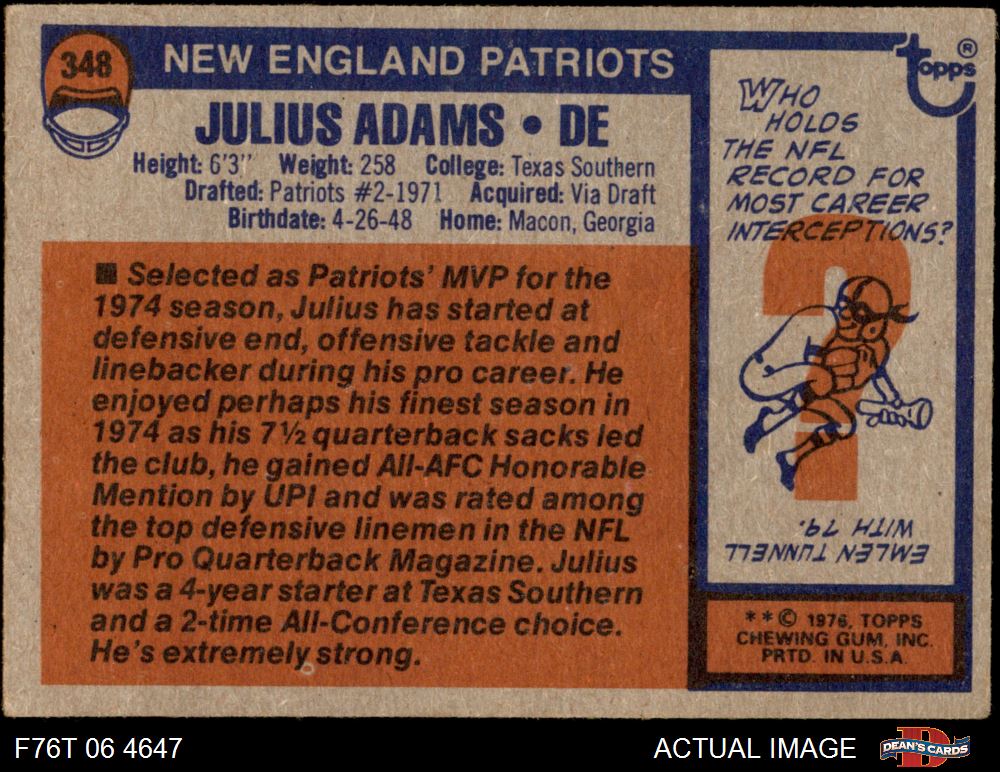 348
NEW ENGLAND PATRIOTS
JULIUS ADAMS • DE
Height: 6'3" Weight: 258 College: Texas Southern
Drafted: Patriots #2-1971 Acquired: Via Draft
Birthdate: 4-26-48 Home: Macon, Georgia
■ Selected as Patriots' MVP for the
1974 season, Julius has started at
defensive end, offensive tackle and
linebacker during his pro career. He
enjoyed perhaps his finest season in
1974 as his 7½ quarterback sacks led
the club, he gained All-AFC Honorable
Mention by UPI and was rated among
the top defensive linemen in the NFL
by Pro Quarterback Magazine. Julius
was a 4-year starter at Texas Southern
and a 2-time All-Conference choice.
He's extremely strong.
topps ®
WHO
HOLDS
THE NFL
RECORD FOR
MOST CAREER
INTERCEPTIONS?
?
EMLEN TUNNELL
WITH 79.
**© 1976, TOPPS
CHEWING GUM, INC.
PRTD. IN U.S.A.
F76T 06 4647
ACTUAL IMAGE
D
DEAN'S CARDS